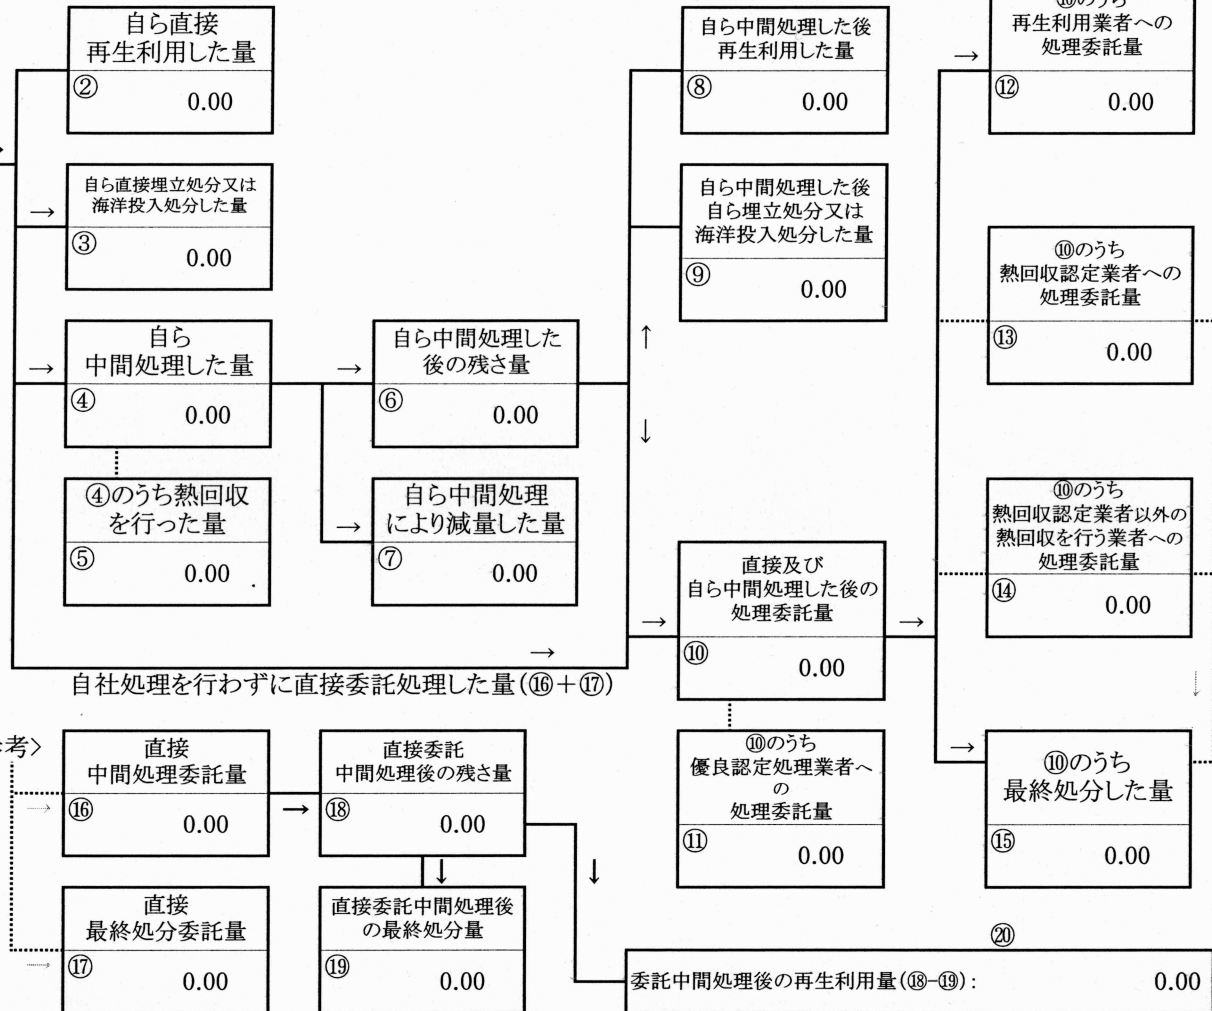 自ら直接
再生利用した量
② 0.00
自ら直接埋立処分又は
海洋投入処分した量
→
③ 0.00
自ら
中間処理した量
→
④ 0.00
④のうち熱回収
を行った量
⑤ 0.00
自ら中間処理した
後の残さ量
→
⑥ 0.00
自ら中間処理
により減量した量
→
⑦ 0.00
自ら中間処理した後
再生利用した量
⑧ 0.00
自ら中間処理した後
自ら埋立処分又は
海洋投入処分した量
⑨ 0.00
↑
↓
直接及び
自ら中間処理した後の
処理委託量
→
⑩ 0.00
→
⑩のうち
優良認定処理業者へ
の
処理委託量
⑪ 0.00
⑩のうち
再生利用業者への
処理委託量
→
⑫ 0.00
⑩のうち
熱回収認定業者への
処理委託量
⑬ 0.00
⑩のうち
熱回収認定業者以外の
熱回収を行う業者への
処理委託量
⑭ 0.00
↓
⑩のうち
最終処分した量
→
⑮ 0.00
→
自社処理を行わずに直接委託処理した量(⑯+⑰)
考〉
直接
中間処理委託量
→
⑯ 0.00
→
直接委託
中間処理後の残さ量
⑱ 0.00
↓
↓
直接
最終処分委託量
→
⑰ 0.00
直接委託中間処理後
の最終処分量
⑲ 0.00
⑳
委託中間処理後の再生利用量(⑱-⑲): 0.00